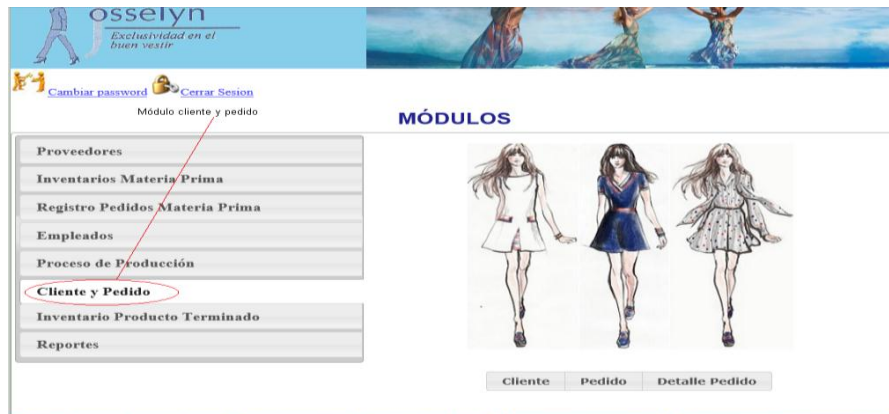 Josselyn
Exclusividad en el
buen vestir
Cambiar password Cerrar Sesion
Módulo cliente y pedido
MÓDULOS
Proveedores
Inventarios Materia Prima
Registro Pedidos Materia Prima
Empleados
Proceso de Producción
Cliente y Pedido
Inventario Producto Terminado
Reportes
Cliente Pedido Detalle Pedido